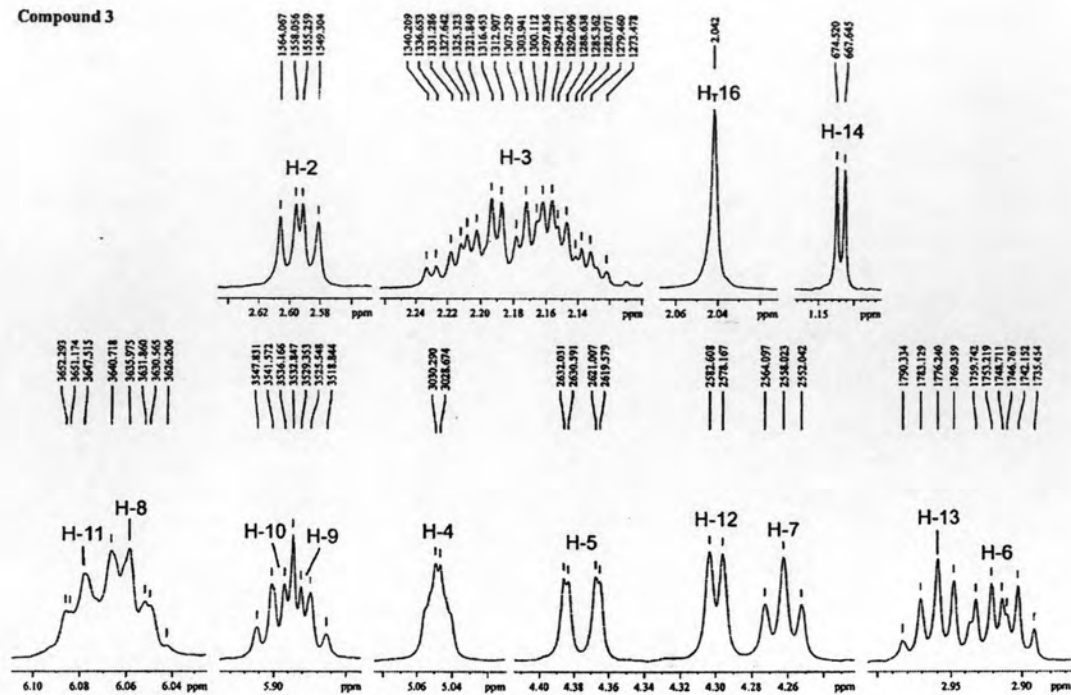 Compound 3
1564.067 1558.056 1555.259 1549.304
1340.209 1336.653 1331.286 1327.642 1325.323 1321.849 1316.453 1312.907 1307.529 1303.941 1300.112 1297.836 1294.271 1292.096 1288.638 1285.362 1283.071 1279.460 1273.478
2.042
674.520 667.645
H-2
H-3
H₇16
H-14
2.62 2.60 2.58 ppm
2.24 2.22 2.20 2.18 2.16 2.14 ppm
2.06 2.04 ppm
1.15 ppm
3652.293 3651.174 3647.515 3640.718 3635.975 3631.860 3630.565 3626.206
3547.831 3541.572 3536.166 3532.847 3529.353 3525.548 3518.844
3030.290 3028.674
2632.031 2630.391 2621.007 2619.579
2582.608 2578.167 2564.097 2558.023 2552.042
1790.334 1783.129 1776.240 1769.359 1759.742 1753.219 1748.711 1746.767 1742.152 1735.454
H-11
H-8
H-10
H-9
H-4
H-5
H-12
H-7
H-13
H-6
6.10 6.08 6.06 6.04 ppm
5.90 ppm
5.06 5.04 ppm
4.40 4.38 4.36 4.34 4.32 4.30 4.28 4.26 ppm
2.95 2.90 ppm